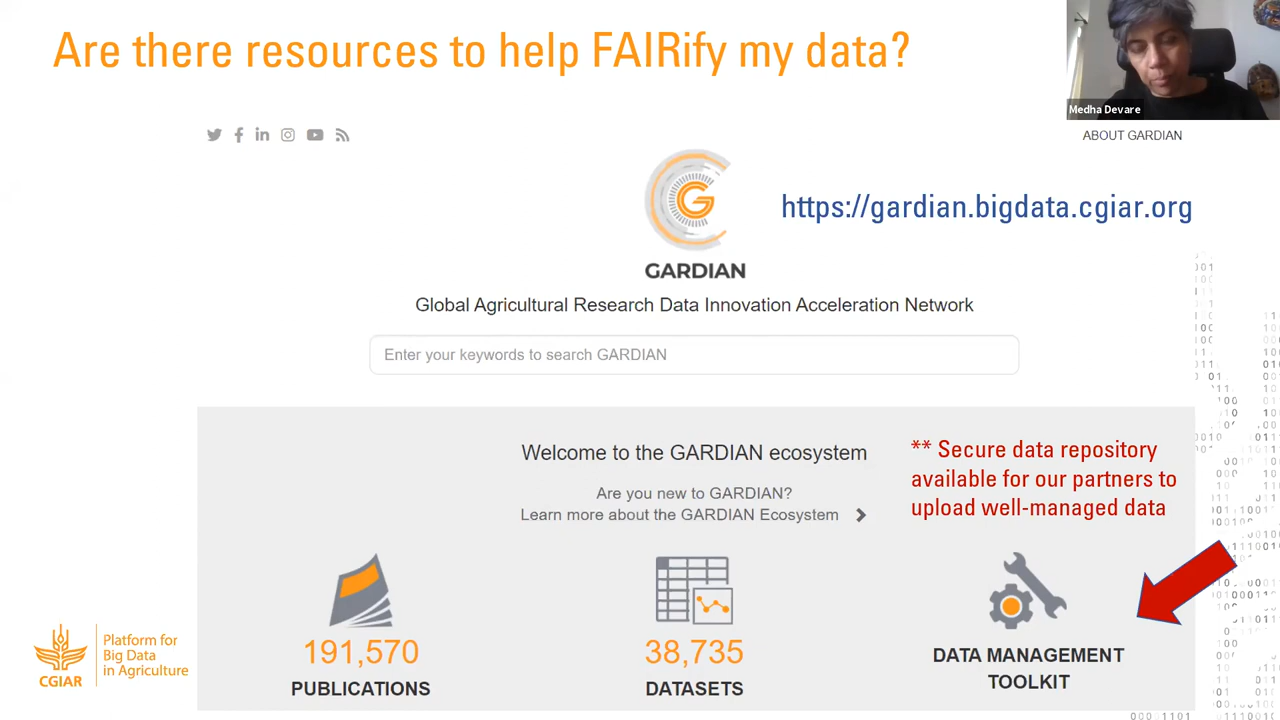 Are there resources to help FAIRify my data?
Medha Devare
ABOUT GARDIAN
https://gardian.bigdata.cgiar.org
GARDIAN
Global Agricultural Research Data Innovation Acceleration Network
Enter your keywords to search GARDIAN
Welcome to the GARDIAN ecosystem
Are you new to GARDIAN?
Learn more about the GARDIAN Ecosystem
** Secure data repository
available for our partners to
upload well-managed data
191,570
PUBLICATIONS
38,735
DATASETS
DATA MANAGEMENT
TOOLKIT
CGIAR
Platform for
Big Data
in Agriculture